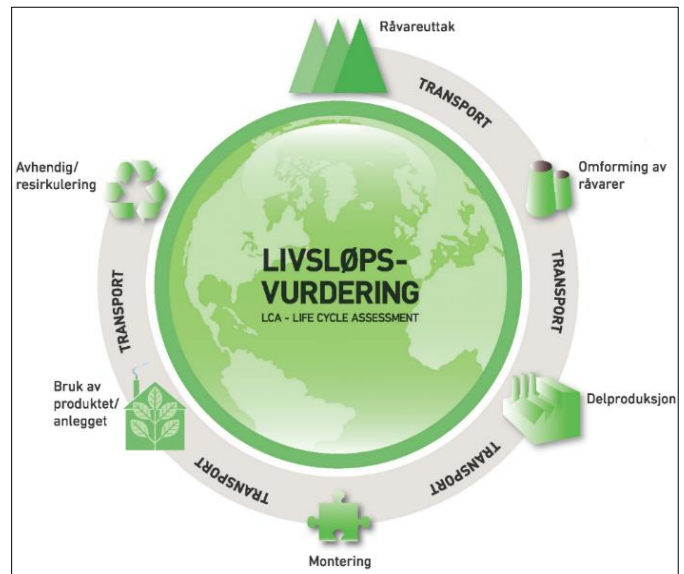 Råvareuttak
TRANSPORT
Omforming av
råvarer
TRANSPORT
Delproduksjon
TRANSPORT
Montering
TRANSPORT
Bruk av
produktet/
anlegget
TRANSPORT
Avhendig/
resirkulering
LIVSLØPS-
VURDERING
LCA - LIFE CYCLE ASSESSMENT